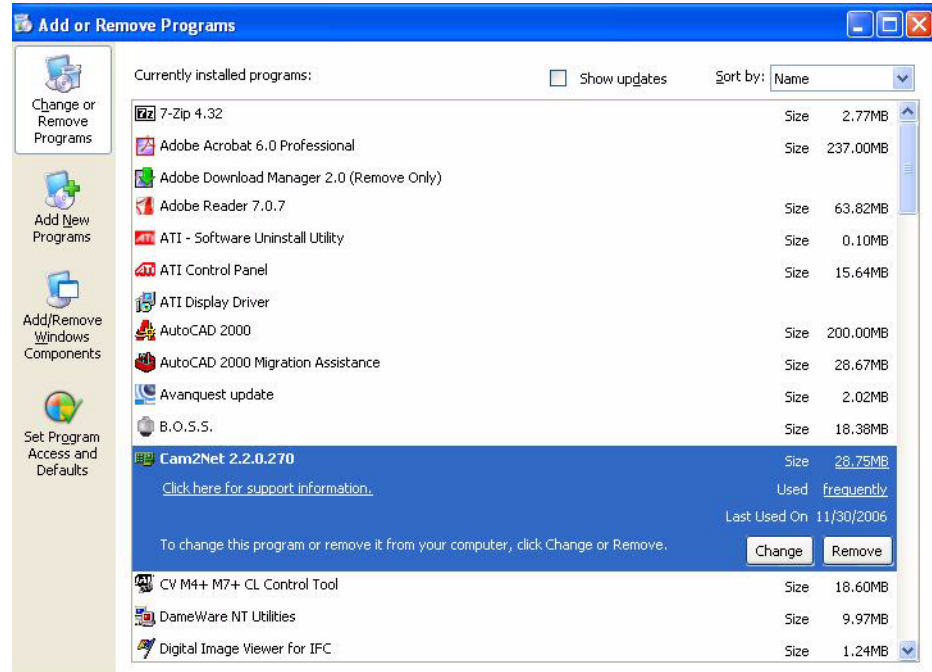 Add or Remove Programs
Change or
Remove
Programs
Add New
Programs
Add/Remove
Windows
Components
Set Program
Access and
Defaults
Currently installed programs:
Show updates
Sort by: Name
7z 7-Zip 4.32 Size 2.77MB
Adobe Acrobat 6.0 Professional Size 237.00MB
Adobe Download Manager 2.0 (Remove Only)
Adobe Reader 7.0.7 Size 63.82MB
ATI ATI - Software Uninstall Utility Size 0.10MB
ATI ATI Control Panel Size 15.64MB
ATI Display Driver
AutoCAD 2000 Size 200.00MB
AutoCAD 2000 Migration Assistance Size 28.67MB
Avanquest update Size 2.02MB
B.O.S.S. Size 18.38MB
Cam2Net 2.2.0.270 Size 28.75MB
Click here for support information. Used frequently
Last Used On 11/30/2006
To change this program or remove it from your computer, click Change or Remove. Change Remove
CV M4+ M7+ CL Control Tool Size 18.60MB
DameWare NT Utilities Size 9.97MB
Digital Image Viewer for IFC Size 1.24MB